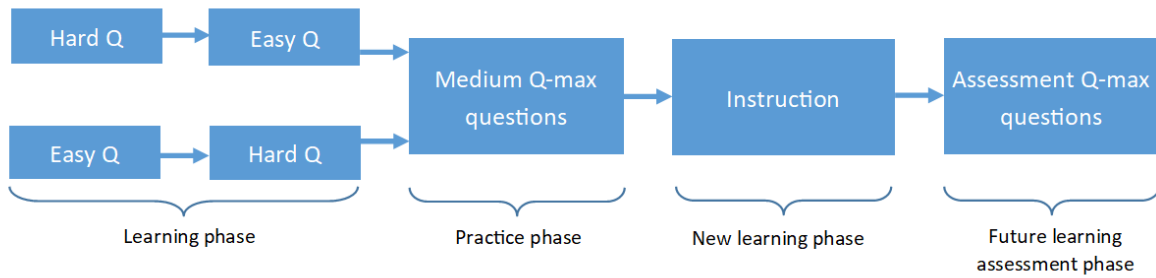 Hard Q
Easy Q
Easy Q
Hard Q
Medium Q-max
questions
Instruction
Assessment Q-max
questions
Learning phase
Practice phase
New learning phase
Future learning
assessment phase